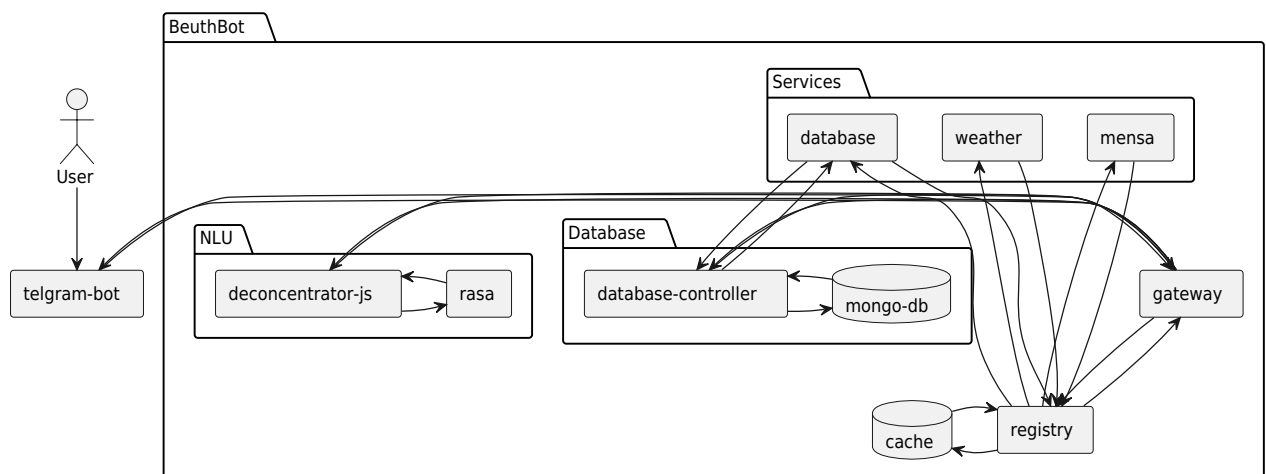 BeuthBot
Services
database
weather
mensa
User
NLU
Database
telgram-bot
deconcentrator-js
rasa
database-controller
mongo-db
gateway
cache
registry